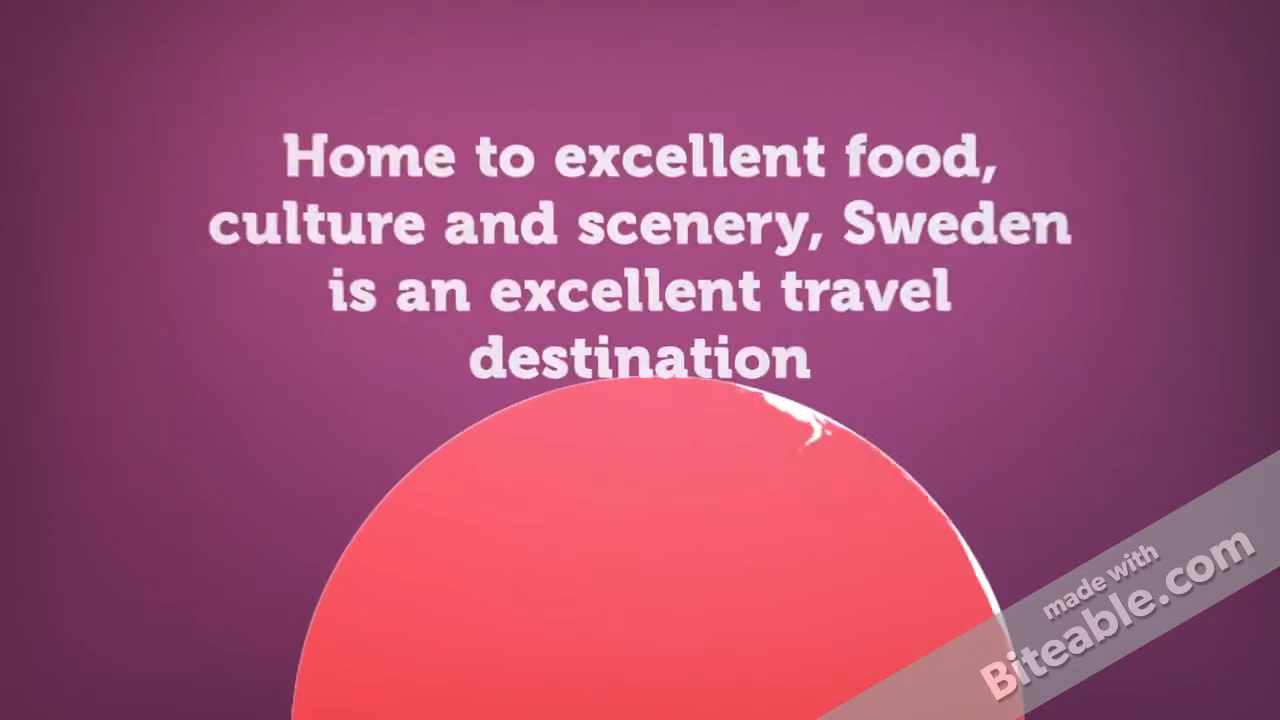 Home to excellent food,
culture and scenery, Sweden
is an excellent travel
destination
made with
Biteable.com